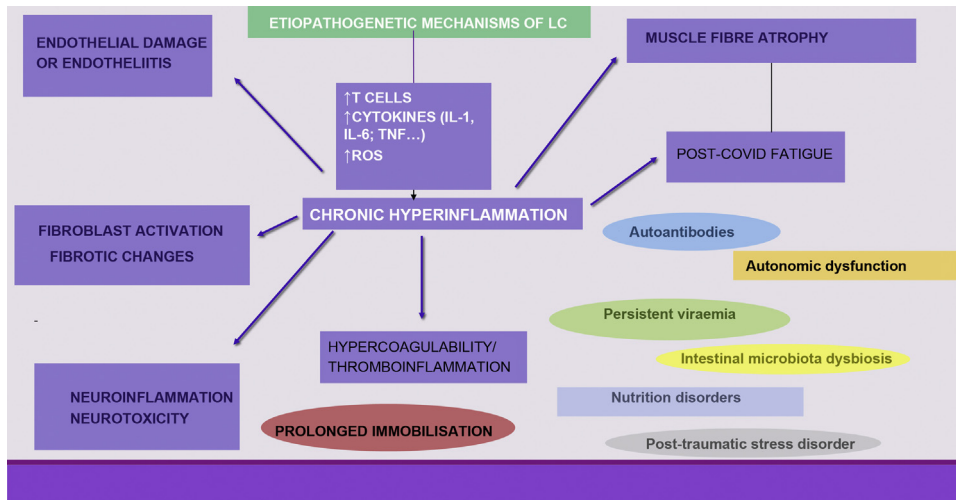 ETIOPATHOGENETIC MECHANISMS OF LC
ENDOTHELIAL DAMAGE
OR ENDOTHELIITIS
MUSCLE FIBRE ATROPHY
↑T CELLS
↑CYTOKINES (IL-1,
IL-6; TNF…)
↑ROS
POST-COVID FATIGUE
CHRONIC HYPERINFLAMMATION
FIBROBLAST ACTIVATION
FIBROTIC CHANGES
Autoantibodies
Autonomic dysfunction
Persistent viraemia
-
HYPERCOAGULABILITY/
THROMBOINFLAMMATION
Intestinal microbiota dysbiosis
NEUROINFLAMMATION
NEUROTOXICITY
Nutrition disorders
PROLONGED IMMOBILISATION
Post-traumatic stress disorder